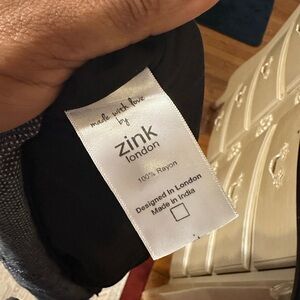 made with love
by
zink
london
100% Rayon
Designed in London
Made in India